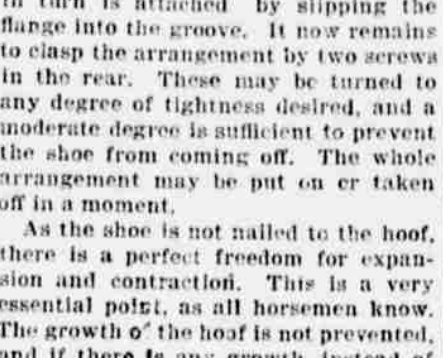 in turn is attached by slipping the
flange into the groove. It now remains
to clasp the arrangement by two screws
in the rear. These may be turned to
any degree of tightness desired, and a
moderate degree is sufficient to prevent
the shoe from coming off. The whole
arrangement may be put on cr taken
off in a moment.
As the shoe is not nailed to the hoof,
there is a perfect freedom for expan-
sion and contraction. This is a very
essential point, as all horsemen know.
The growth of the hoof is not prevented,
and if there is any growth, instead of